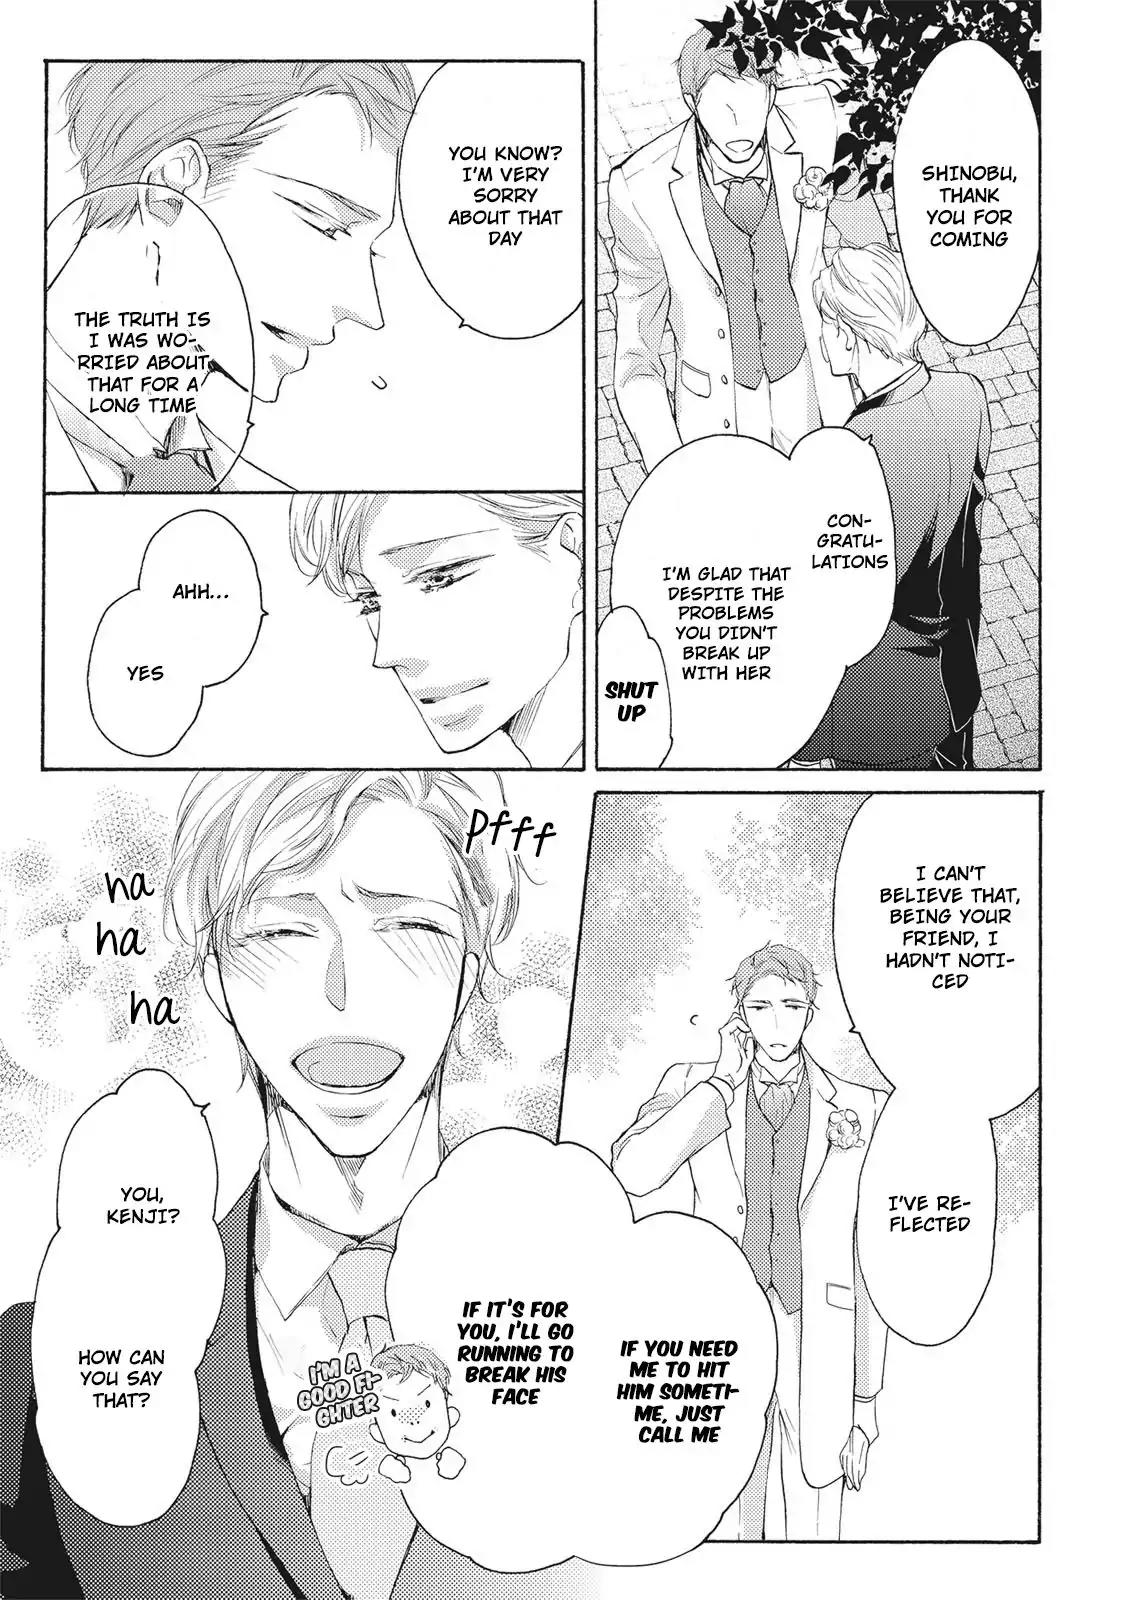 SHINOBU,
THANK
YOU FOR
COMING
CON-
GRATU-
LATIONS
I'M GLAD THAT
DESPITE THE
PROBLEMS
YOU DIDN'T
BREAK UP
WITH HER
SHUT
UP
YOU KNOW?
I'M VERY
SORRY
ABOUT THAT
DAY
THE TRUTH IS
I WAS WO-
RRIED ABOUT
THAT FOR A
LONG TIME
AHH...
YES
I CAN'T
BELIEVE THAT,
BEING YOUR
FRIEND, I
HADN'T NOTI-
CED
I'VE RE-
FLECTED
IF YOU NEED
ME TO HIT
HIM SOMETI-
ME, JUST
CALL ME
IF IT'S FOR
YOU, I'LL GO
RUNNING TO
BREAK HIS
FACE
I'M A
GOOD FI-
GHTER
Pfff
ha
ha
ha
YOU,
KENJI?
HOW CAN
YOU SAY
THAT?